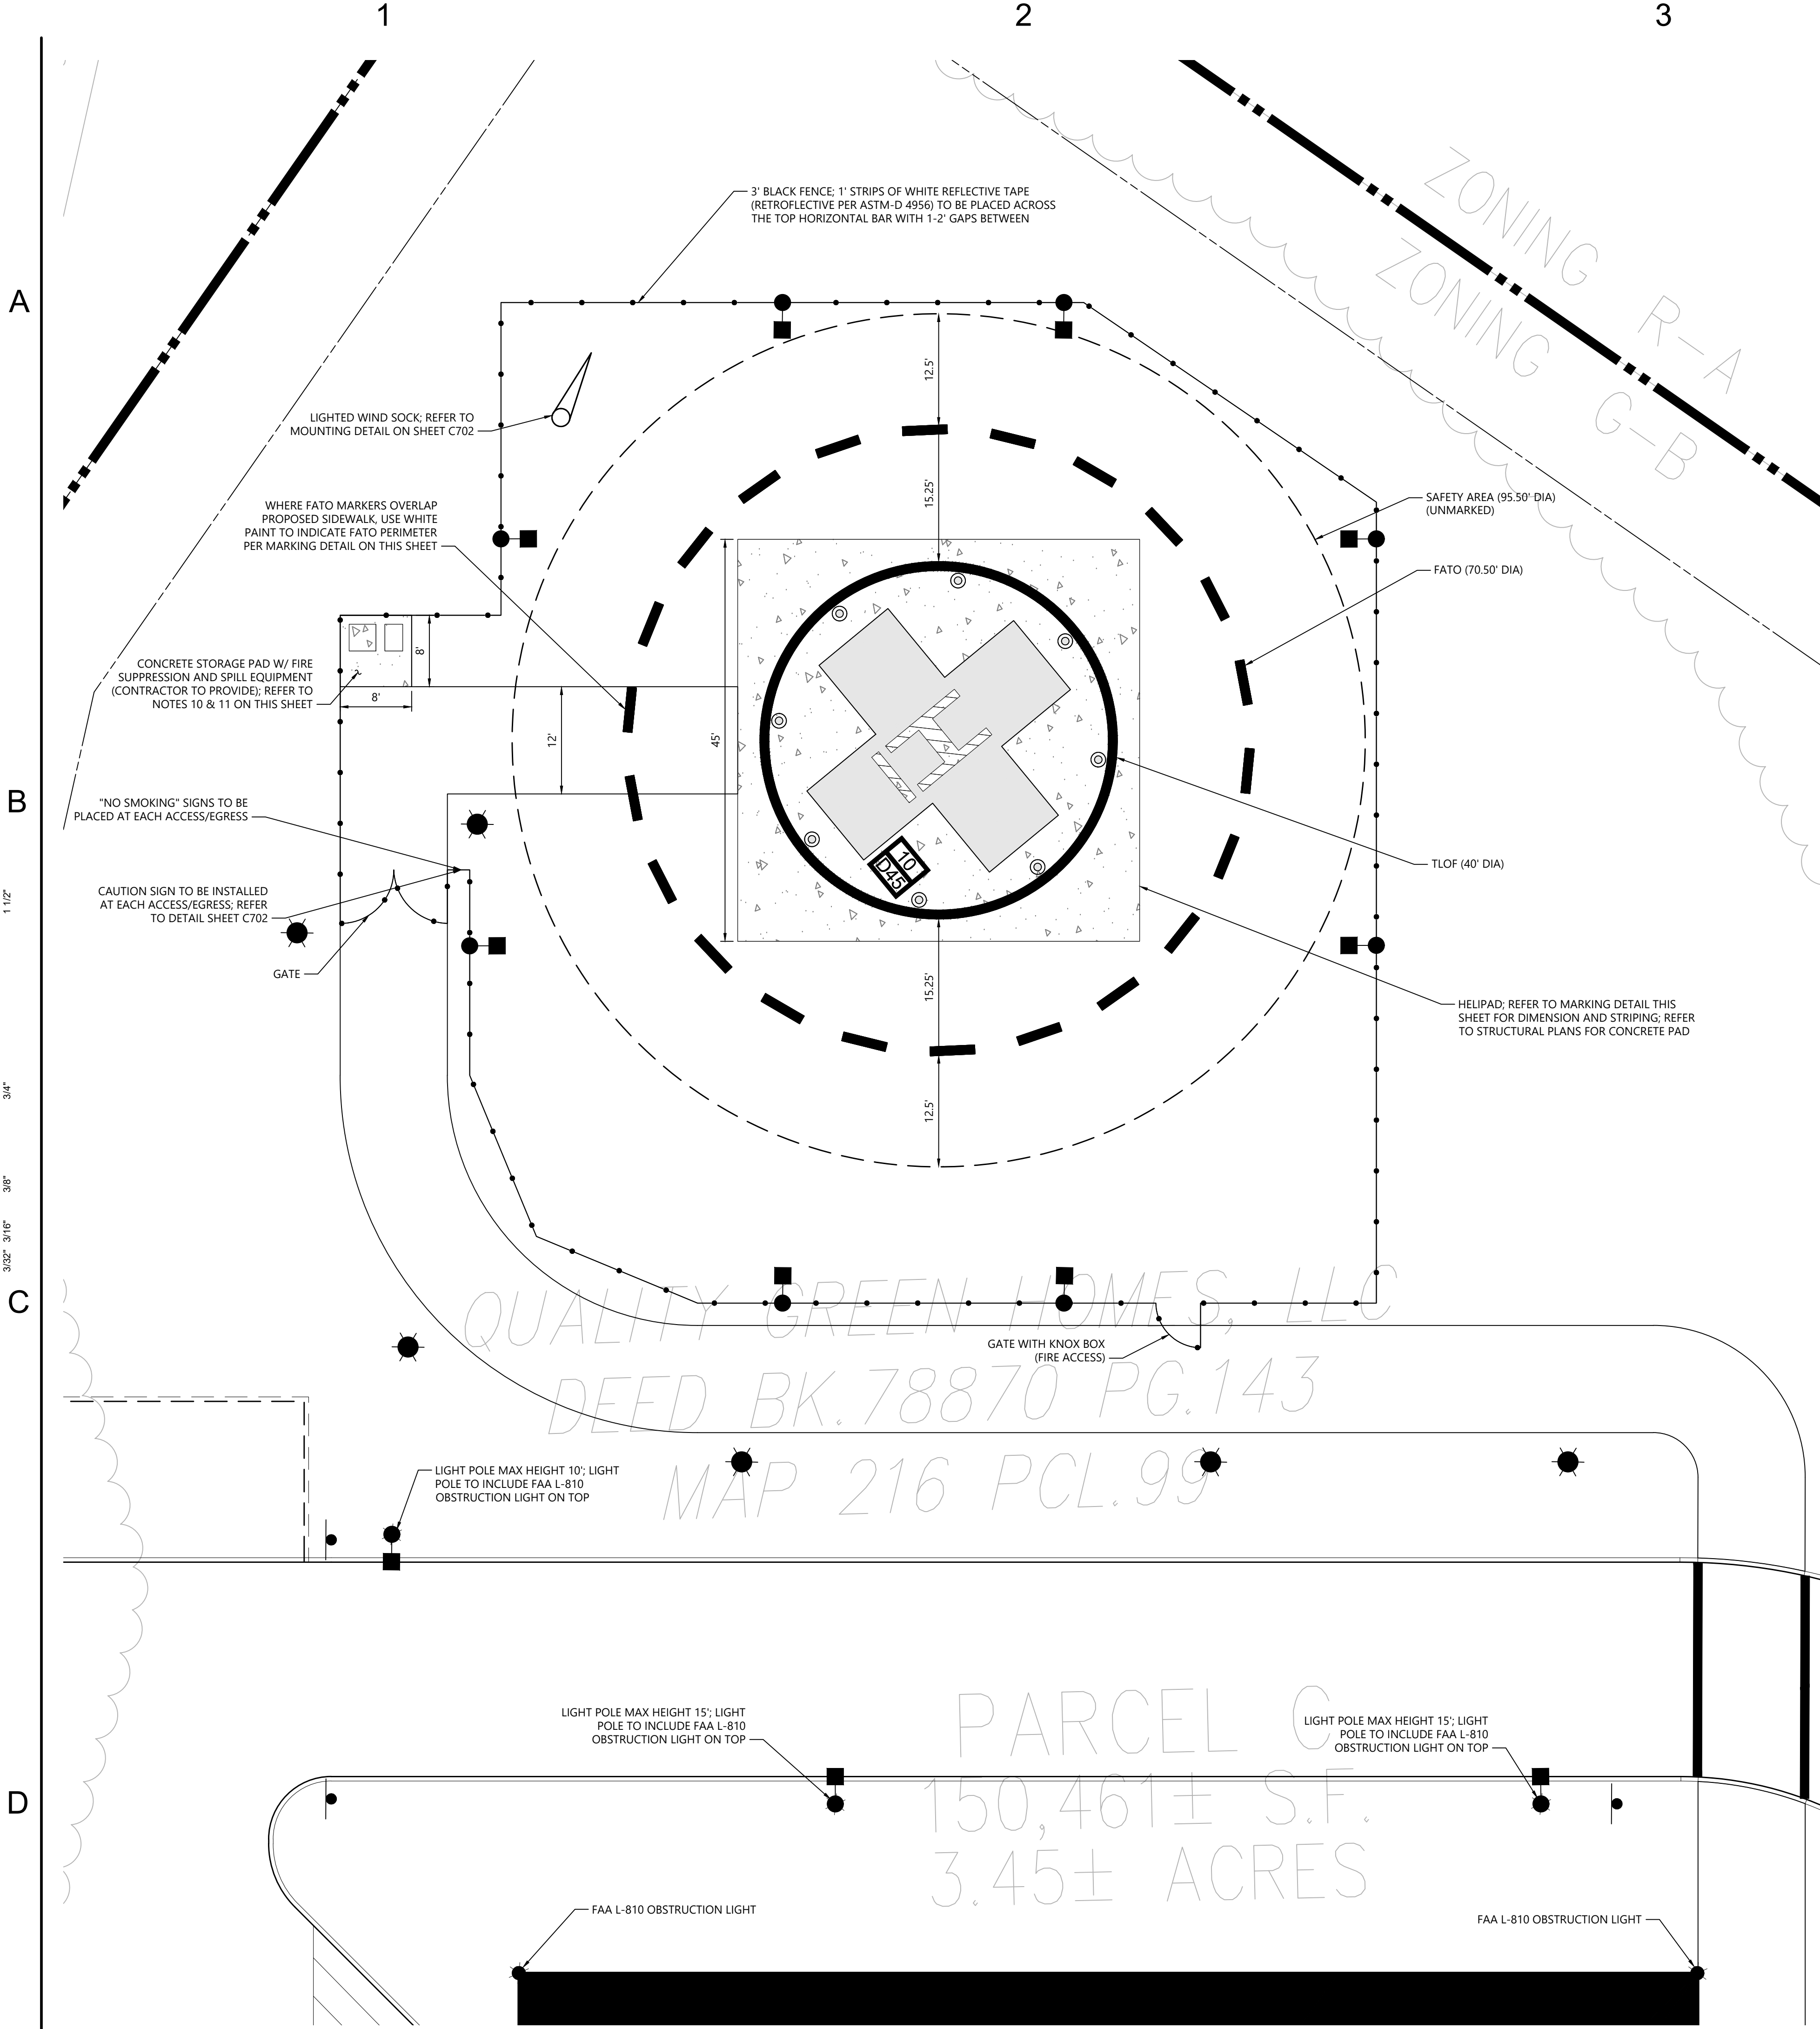 1
2
3
A
B
C
D
1 1/2"
3/4"
3/8"
3/16"
3/32"
3' BLACK FENCE; 1' STRIPS OF WHITE REFLECTIVE TAPE
(RETROFLECTIVE PER ASTM-D 4956) TO BE PLACED ACROSS
THE TOP HORIZONTAL BAR WITH 1-2' GAPS BETWEEN
ZONING R-A
ZONING G-B
LIGHTED WIND SOCK; REFER TO
MOUNTING DETAIL ON SHEET C702
12.5'
15.25'
WHERE FATO MARKERS OVERLAP
PROPOSED SIDEWALK, USE WHITE
PAINT TO INDICATE FATO PERIMETER
PER MARKING DETAIL ON THIS SHEET
SAFETY AREA (95.50' DIA)
(UNMARKED)
FATO (70.50' DIA)
CONCRETE STORAGE PAD W/ FIRE
SUPPRESSION AND SPILL EQUIPMENT
(CONTRACTOR TO PROVIDE); REFER TO
NOTES 10 & 11 ON THIS SHEET
8'
8'
12'
45'
H
10
D45
"NO SMOKING" SIGNS TO BE
PLACED AT EACH ACCESS/EGRESS
TLOF (40' DIA)
CAUTION SIGN TO BE INSTALLED
AT EACH ACCESS/EGRESS; REFER
TO DETAIL SHEET C702
GATE
15.25'
12.5'
HELIPAD; REFER TO MARKING DETAIL THIS
SHEET FOR DIMENSION AND STRIPING; REFER
TO STRUCTURAL PLANS FOR CONCRETE PAD
QUALITY GREEN HOMES, LLC
DEED BK.78870 PG.143
MAP 216 PCL.99
GATE WITH KNOX BOX
(FIRE ACCESS)
LIGHT POLE MAX HEIGHT 10'; LIGHT
POLE TO INCLUDE FAA L-810
OBSTRUCTION LIGHT ON TOP
LIGHT POLE MAX HEIGHT 15'; LIGHT
POLE TO INCLUDE FAA L-810
OBSTRUCTION LIGHT ON TOP
PARCEL C
150,461± S.F.
3.45± ACRES
LIGHT POLE MAX HEIGHT 15'; LIGHT
POLE TO INCLUDE FAA L-810
OBSTRUCTION LIGHT ON TOP
FAA L-810 OBSTRUCTION LIGHT
FAA L-810 OBSTRUCTION LIGHT